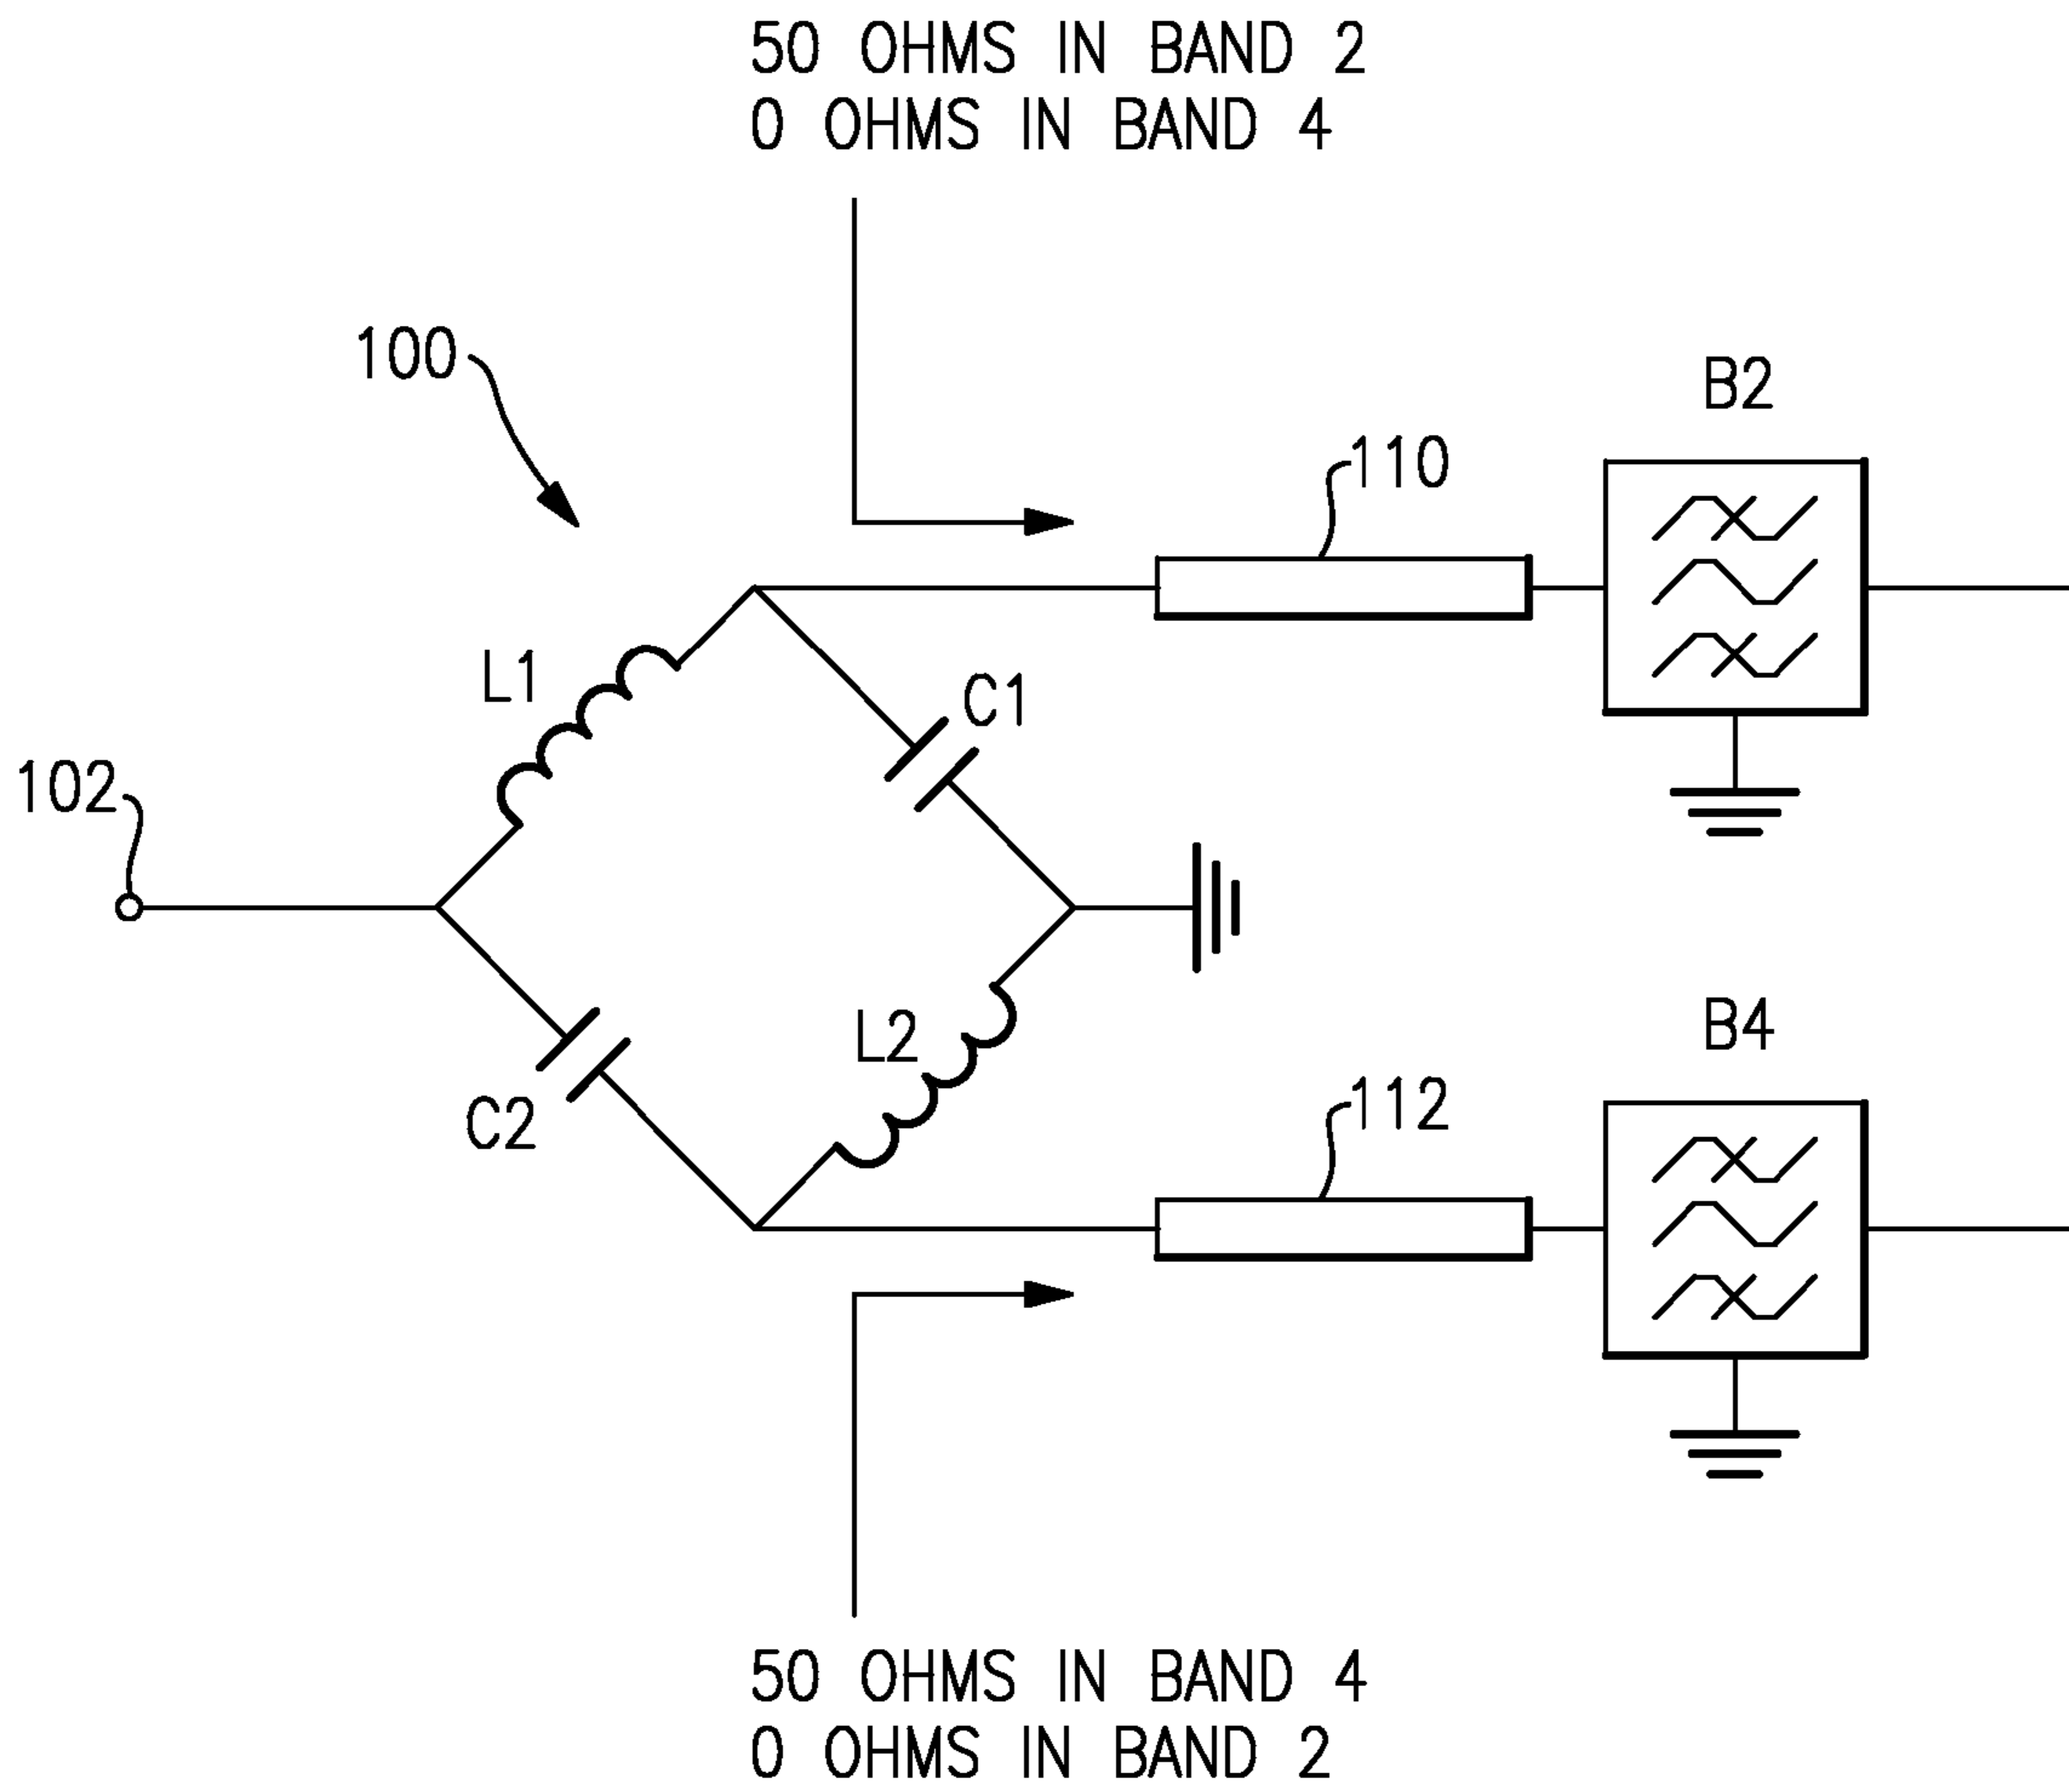 50 OHMS IN BAND 2
0 OHMS IN BAND 4
100
B2
110
L1
C1
102
L2
B4
C2
112
50 OHMS IN BAND 4
0 OHMS IN BAND 2